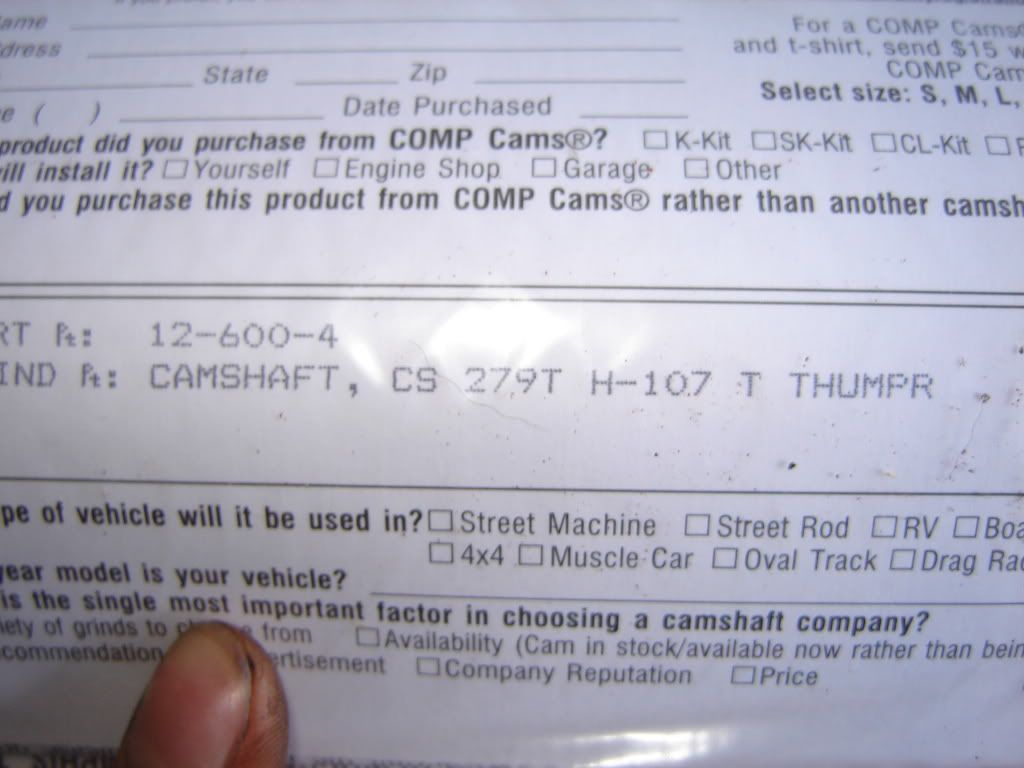 ame
dress
For a COMP Cams®
and t-shirt, send $15 w
COMP Cam
State Zip
Select size: S, M, L,
e ( ) Date Purchased
product did you purchase from COMP Cams®? K-Kit SK-Kit CL-Kit
ill install it? Yourself Engine Shop Garage Other
d you purchase this product from COMP Cams® rather than another camsh
RT #: 12-600-4
IND #: CAMSHAFT, CS 279T H-107 T THUMPR
pe of vehicle will it be used in? Street Machine Street Rod RV Boa
4x4 Muscle Car Oval Track Drag Rac
year model is your vehicle?
is the single most important factor in choosing a camshaft company?
iety of grinds to from Availability (Cam in stock/available now rather than bein
commendation ertisement Company Reputation Price